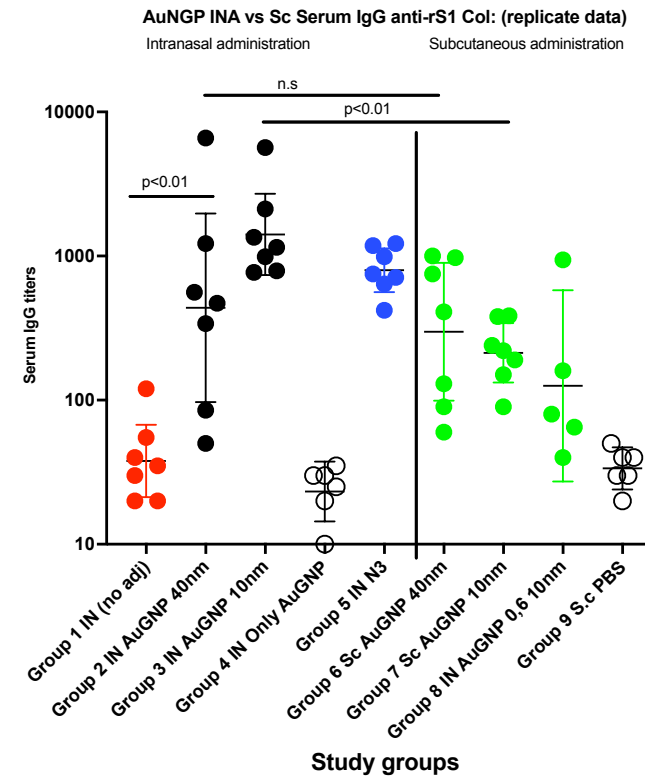 AuNGP INA vs Sc Serum IgG anti-rS1 Col: (replicate data)
Intranasal administration
Subcutaneous administration
n.s
p<0.01
p<0.01
10000
1000
100
10
Serum IgG titers
Group 1 IN (no adj)
Group 2 IN AuGNP 40nm
Group 3 IN AuGNP 10nm
Group 4 IN Only AuGNP
Group 5 IN N3
Group 6 Sc AuGNP 40nm
Group 7 Sc AuGNP 10nm
Group 8 IN AuGNP 0,6 10nm
Group 9 S.c PBS
Study groups